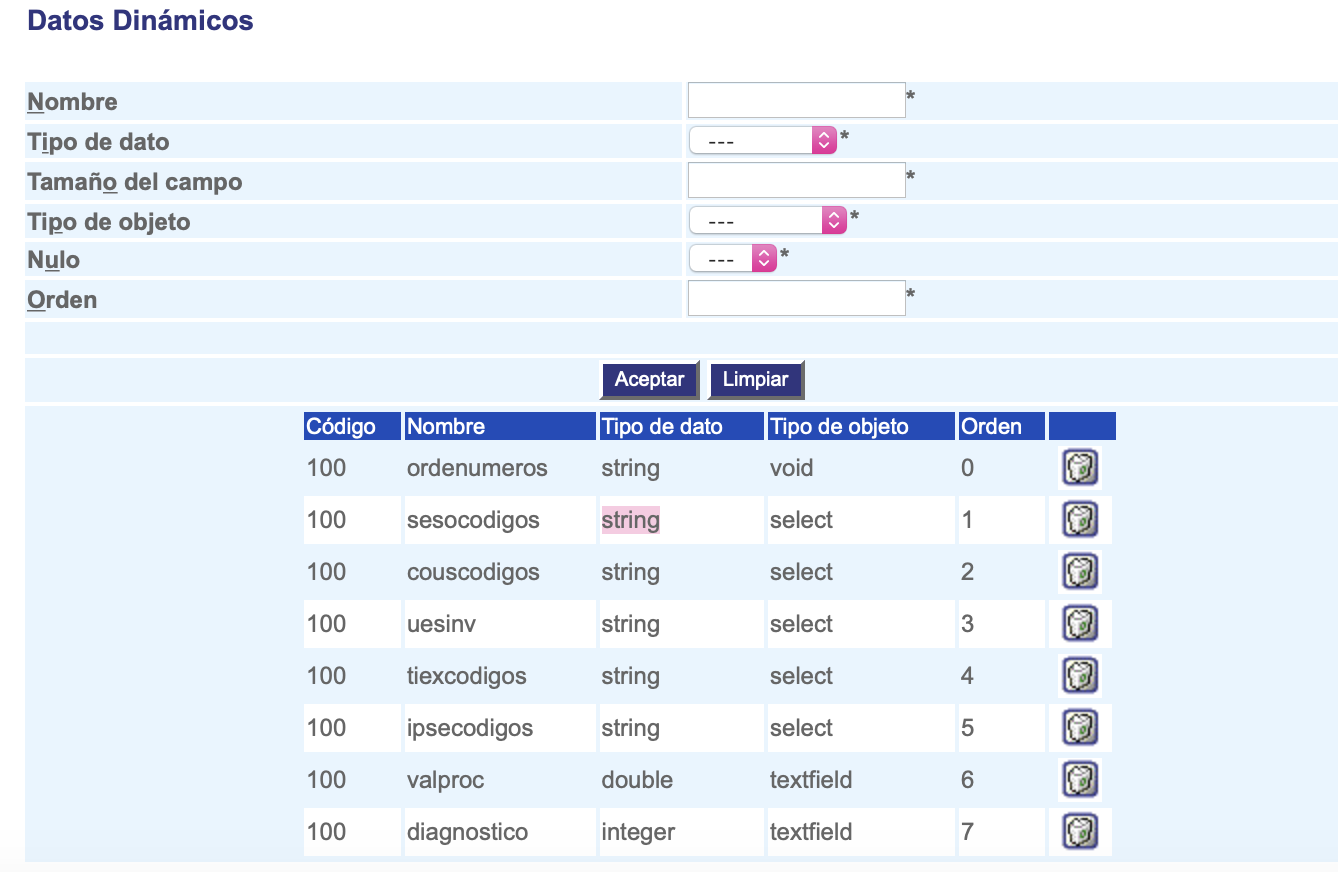 Datos Dinámicos
Nombre *
Tipo de dato --- *
Tamaño del campo *
Tipo de objeto --- *
Nulo --- *
Orden *
Aceptar Limpiar
Código Nombre Tipo de dato Tipo de objeto Orden
100 ordenumeros string void 0
100 sesocodigos string select 1
100 couscodigos string select 2
100 uesinv string select 3
100 tiexcodigos string select 4
100 ipsecodigos string select 5
100 valproc double textfield 6
100 diagnostico integer textfield 7